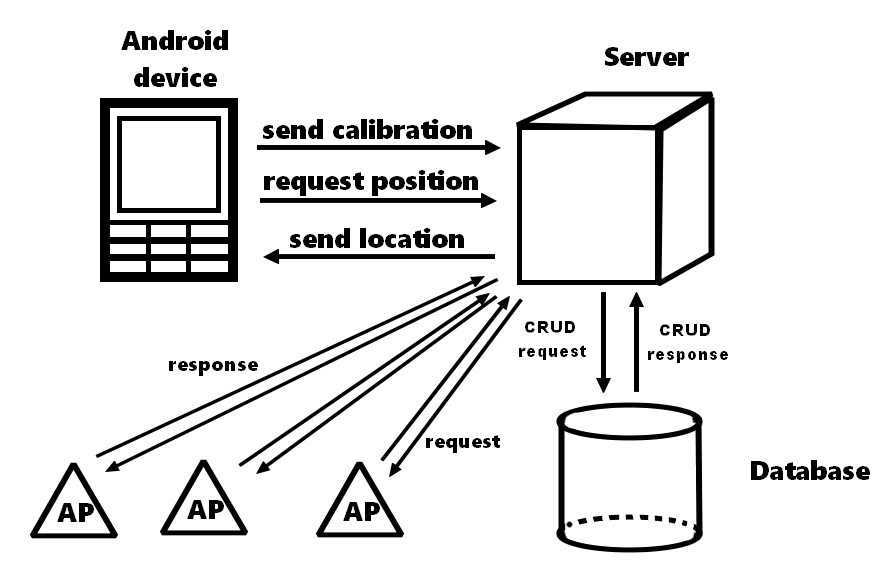 Android
device
Server
send calibration
request position
send location
CRUD
request
CRUD
response
response
request
Database
AP
AP
AP